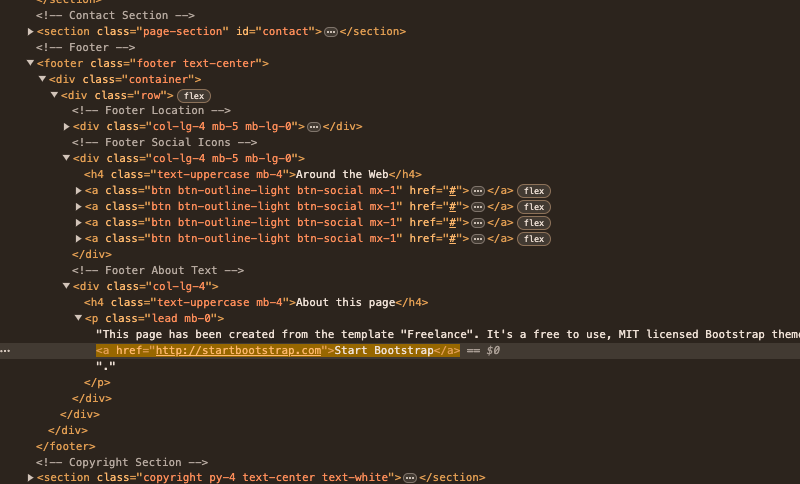 </section>
<!-- Contact Section -->
▶<section class="page-section" id="contact">…</section>
<!-- Footer -->
▼<footer class="footer text-center">
▼<div class="container">
▼<div class="row"> flex
<!-- Footer Location -->
▶<div class="col-lg-4 mb-5 mb-lg-0">…</div>
<!-- Footer Social Icons -->
▼<div class="col-lg-4 mb-5 mb-lg-0">
<h4 class="text-uppercase mb-4">Around the Web</h4>
▶<a class="btn btn-outline-light btn-social mx-1" href="#">…</a> flex
▶<a class="btn btn-outline-light btn-social mx-1" href="#">…</a> flex
▶<a class="btn btn-outline-light btn-social mx-1" href="#">…</a> flex
▶<a class="btn btn-outline-light btn-social mx-1" href="#">…</a> flex
</div>
<!-- Footer About Text -->
▼<div class="col-lg-4">
<h4 class="text-uppercase mb-4">About this page</h4>
▼<p class="lead mb-0">
"This page has been created from the template "Freelance". It's a free to use, MIT licensed Bootstrap theme
<a href="http://startbootstrap.com">Start Bootstrap</a> == $0
"."
</p>
</div>
</div>
</div>
</footer>
<!-- Copyright Section -->
▶<section class="copyright py-4 text-center text-white">…</section>